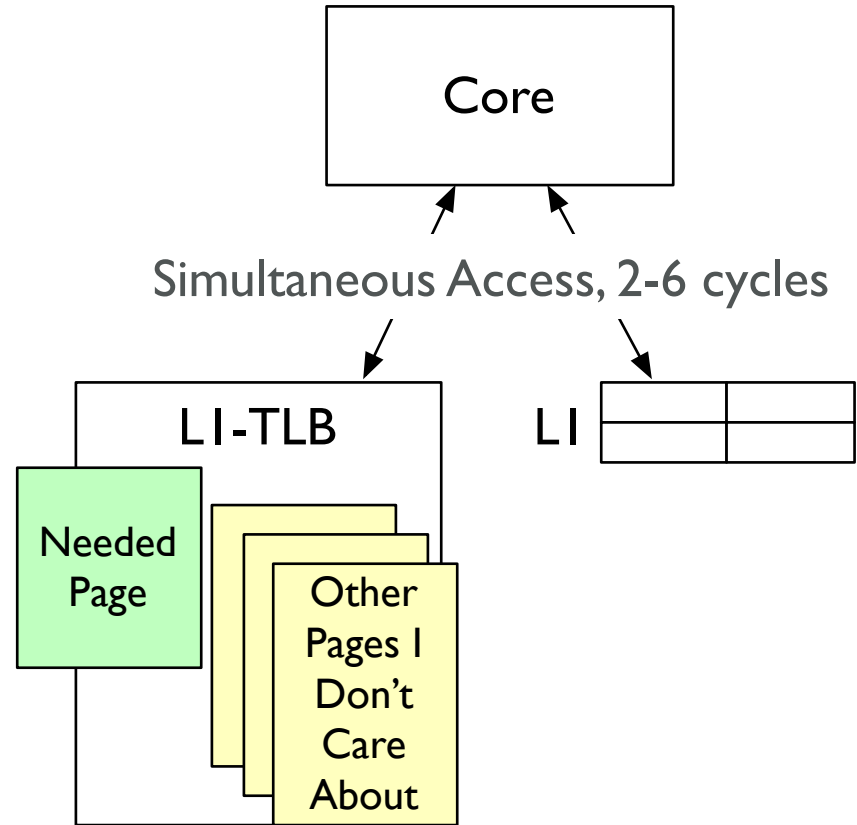 Core
Simultaneous Access, 2-6 cycles
L1-TLB
L1
Needed
Page
Other
Pages I
Don’t
Care
About